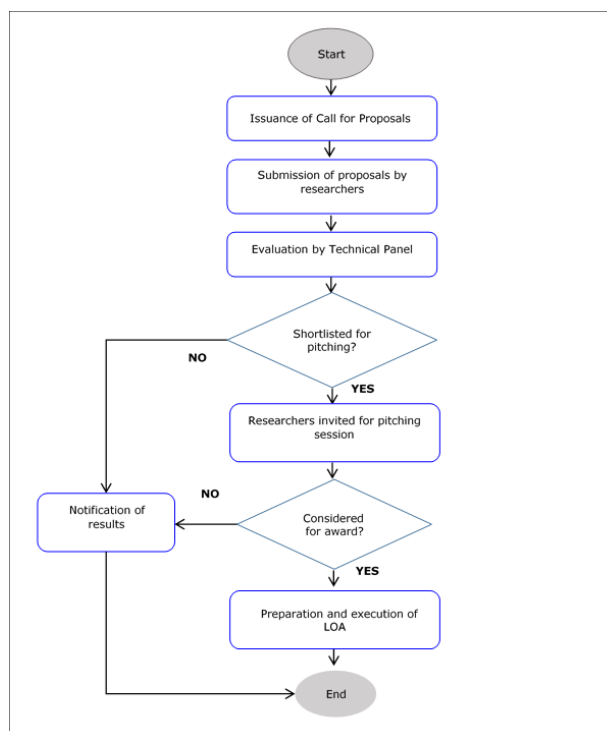 Start
Issuance of Call for Proposals
Submission of proposals by
researchers
Evaluation by Technical Panel
Shortlisted for
pitching?
NO
YES
Researchers invited for pitching
session
NO
Notification of
results
Considered
for award?
YES
Preparation and execution of
LOA
End